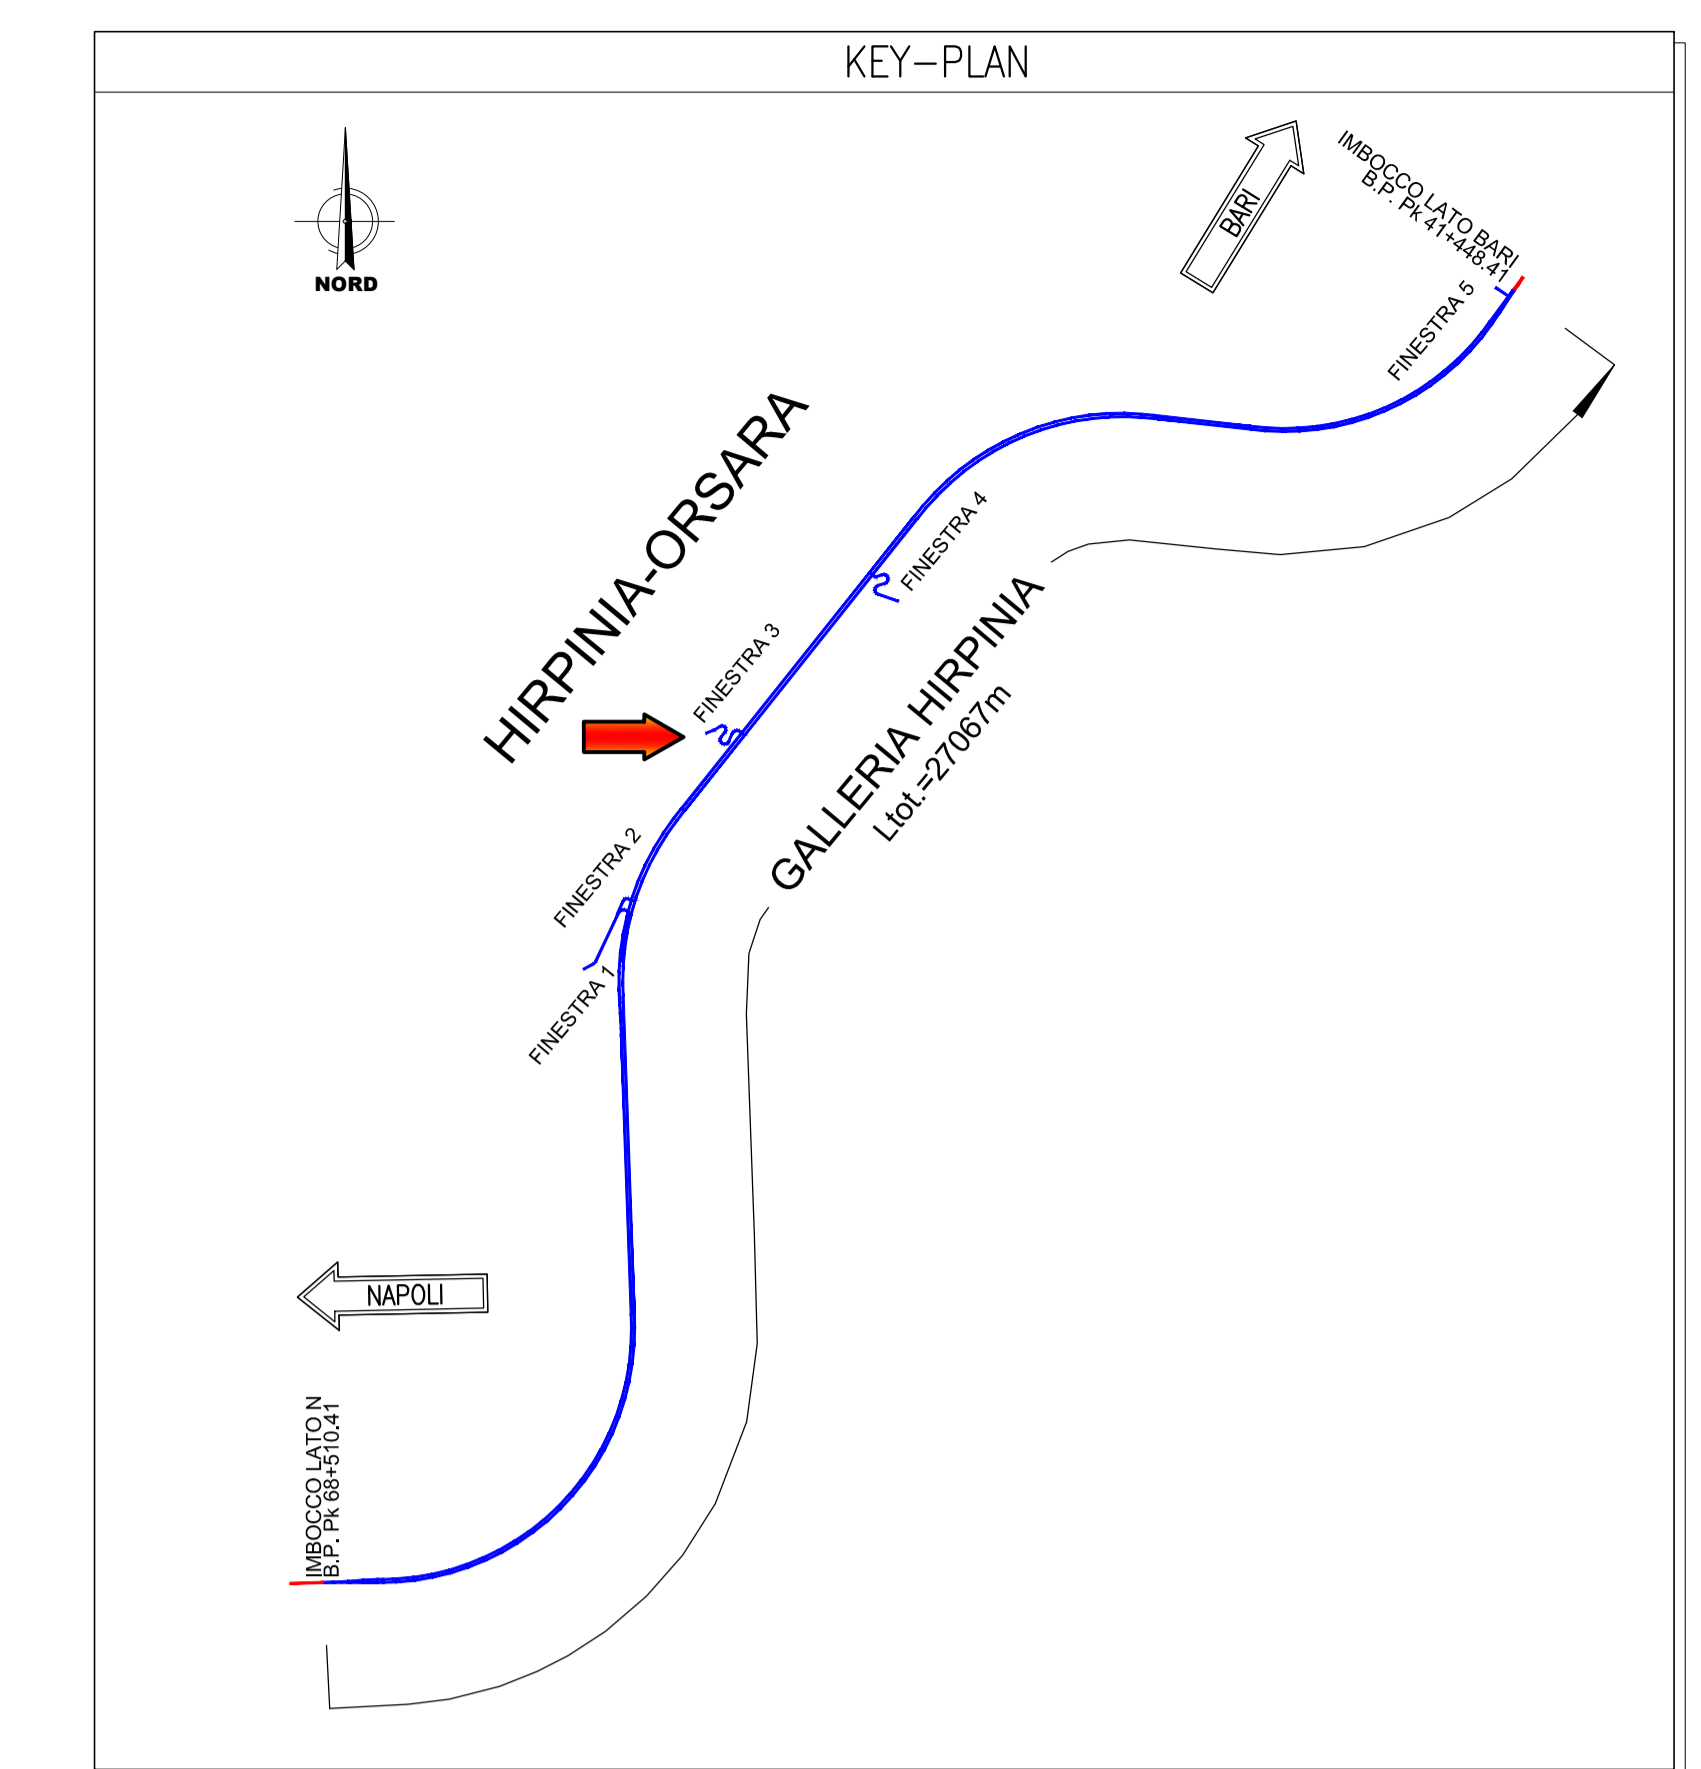 KEY-PLAN
NORD
BARI
IMBOCCO LATO BARI
B.P. Pk 41+448.41
FINESTRA 5
HIRPINIA-ORSARA
FINESTRA 4
FINESTRA 3
GALLERIA HIRPINIA
Ltot.=27067m
FINESTRA 2
FINESTRA 1
NAPOLI
IMBOCCO LATO N
B.P. Pk 68+510.41